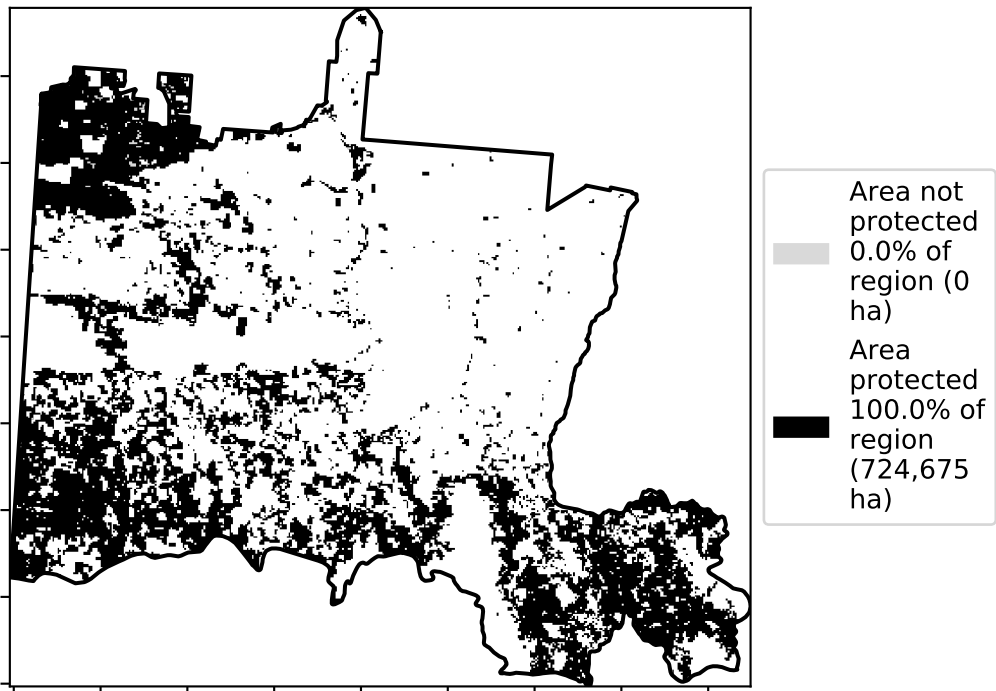 Area not
protected
0.0% of
region (0
ha)
Area
protected
100.0% of
region
(724,675
ha)